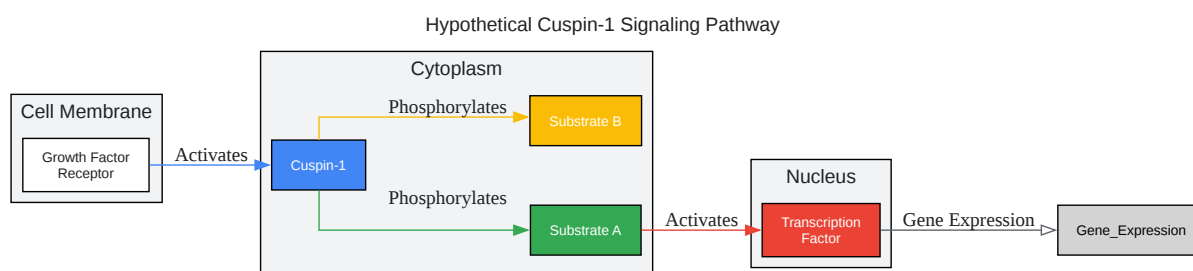 Hypothetical Cuspin-1 Signaling Pathway
Cell Membrane
Growth Factor
Receptor
Activates
Cytoplasm
Cuspin-1
Phosphorylates
Substrate B
Phosphorylates
Substrate A
Activates
Nucleus
Transcription
Factor
Gene Expression
Gene_Expression